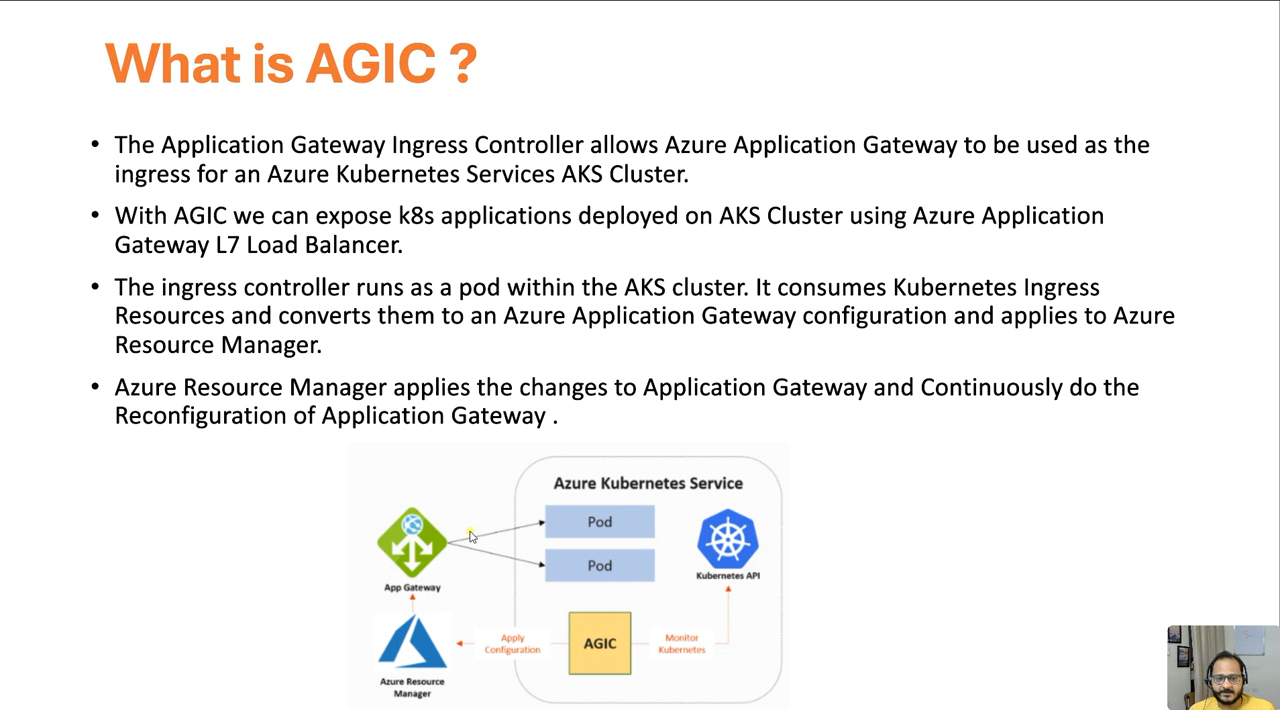 What is AGIC ?
• The Application Gateway Ingress Controller allows Azure Application Gateway to be used as the
ingress for an Azure Kubernetes Services AKS Cluster.
• With AGIC we can expose k8s applications deployed on AKS Cluster using Azure Application
Gateway L7 Load Balancer.
• The ingress controller runs as a pod within the AKS cluster. It consumes Kubernetes Ingress
Resources and converts them to an Azure Application Gateway configuration and applies to Azure
Resource Manager.
• Azure Resource Manager applies the changes to Application Gateway and Continuously do the
Reconfiguration of Application Gateway .
Azure Kubernetes Service
Pod
Pod
App Gateway
Kubernetes API
Apply
Configuration
AGIC
Monitor
Kubernetes
Azure Resource
Manager